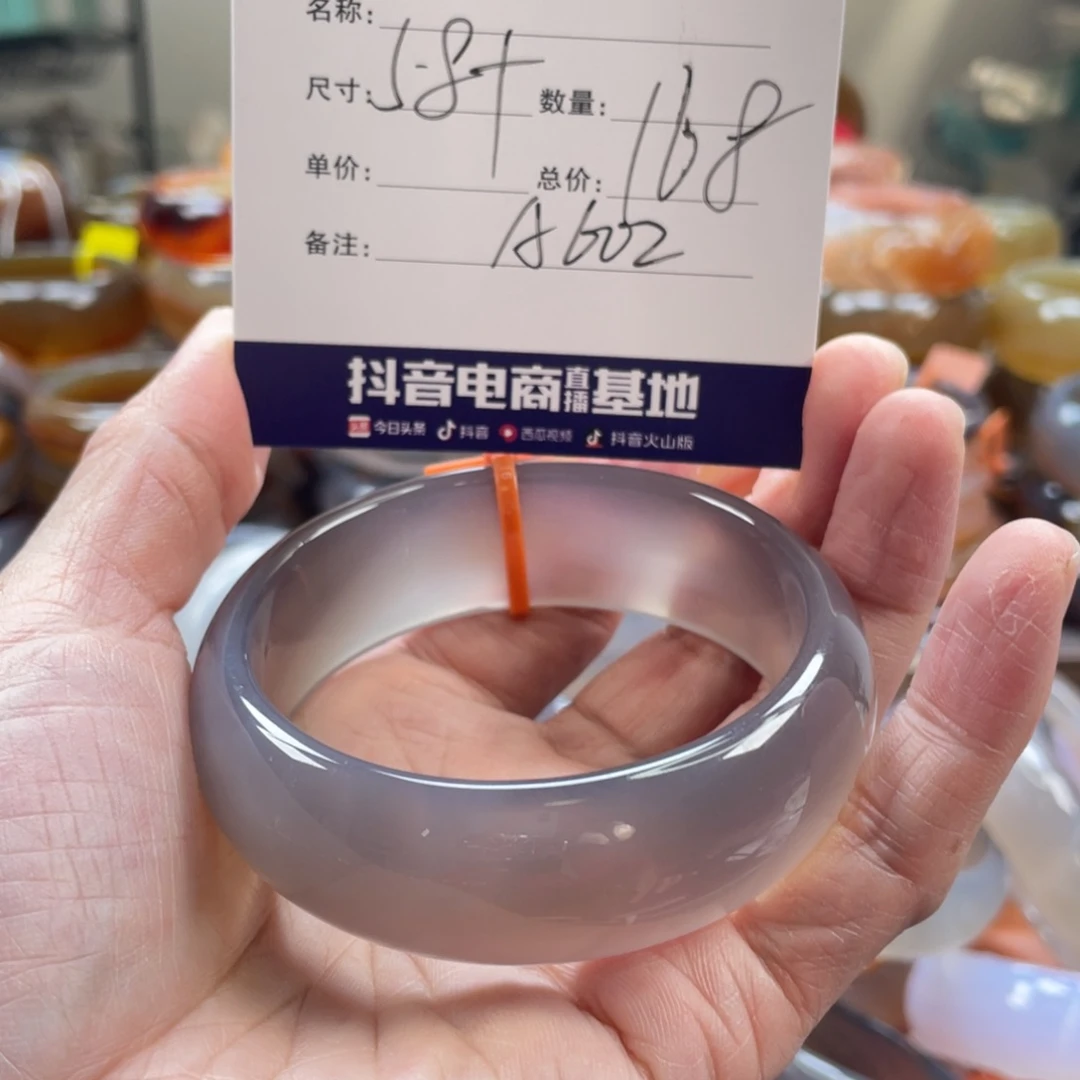 名称:
尺寸: 58+ 数量: 168
单价: 总价:
备注: A602
抖音电商直播基地
头条 今日头条 抖音 西瓜视频 抖音火山版